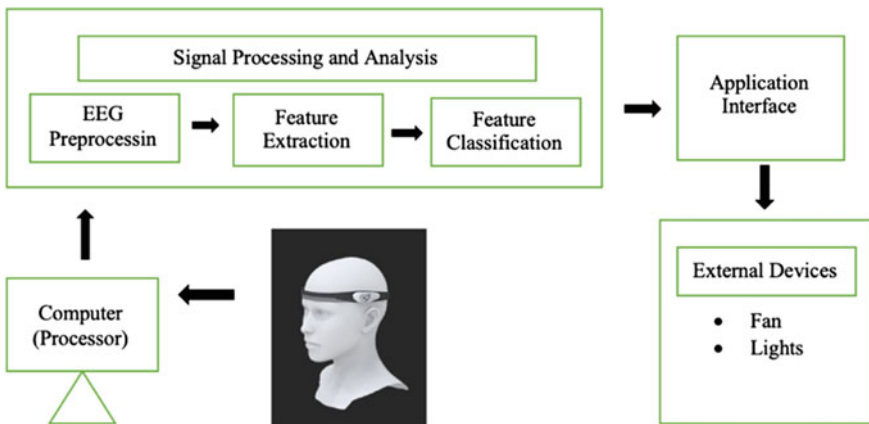 Signal Processing and Analysis
EEG
Preprocessin
Feature
Extraction
Feature
Classification
Application
Interface
External Devices
• Fan
• Lights
Computer
(Processor)